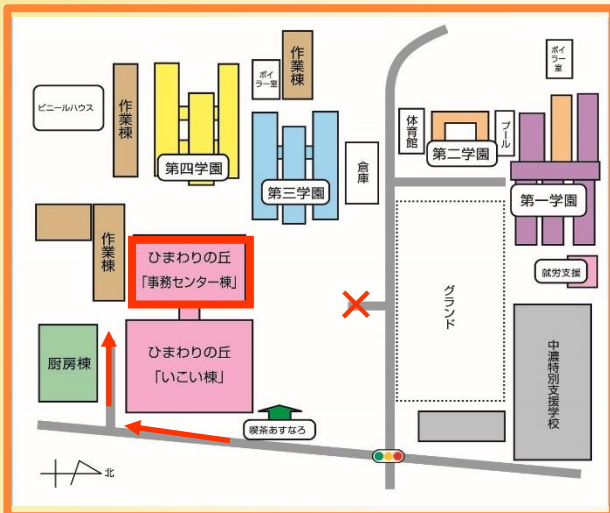 ビニールハウス
作業棟
第四学園
ボイ
ラー室
作業棟
第三学園
倉庫
体育館
第二学園
プール
ボイ
ラー
室
第一学園
就労支援
作業棟
ひまわりの丘
「事務センター棟」
グランド
中濃特別支援学校
厨房棟
ひまわりの丘
「いこい棟」
喫茶あすなろ
北